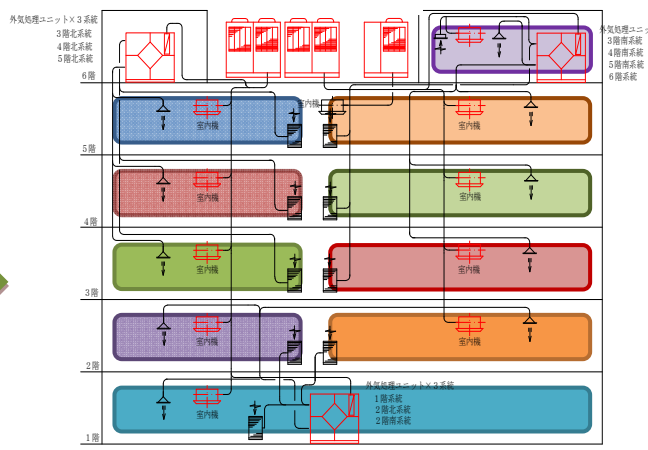 外気処理ユニット×３系統
３階北系統
４階北系統
５階北系統
外気処理ユニッ
３階南系統
４階南系統
５階南系統
６階系統
６階
室内機
室内機
室内機
５階
室内機
室内機
４階
室内機
室内機
３階
室内機
室内機
２階
外気処理ユニット×３系統
１階系統
２階北系統
２階南系統
室内機
１階